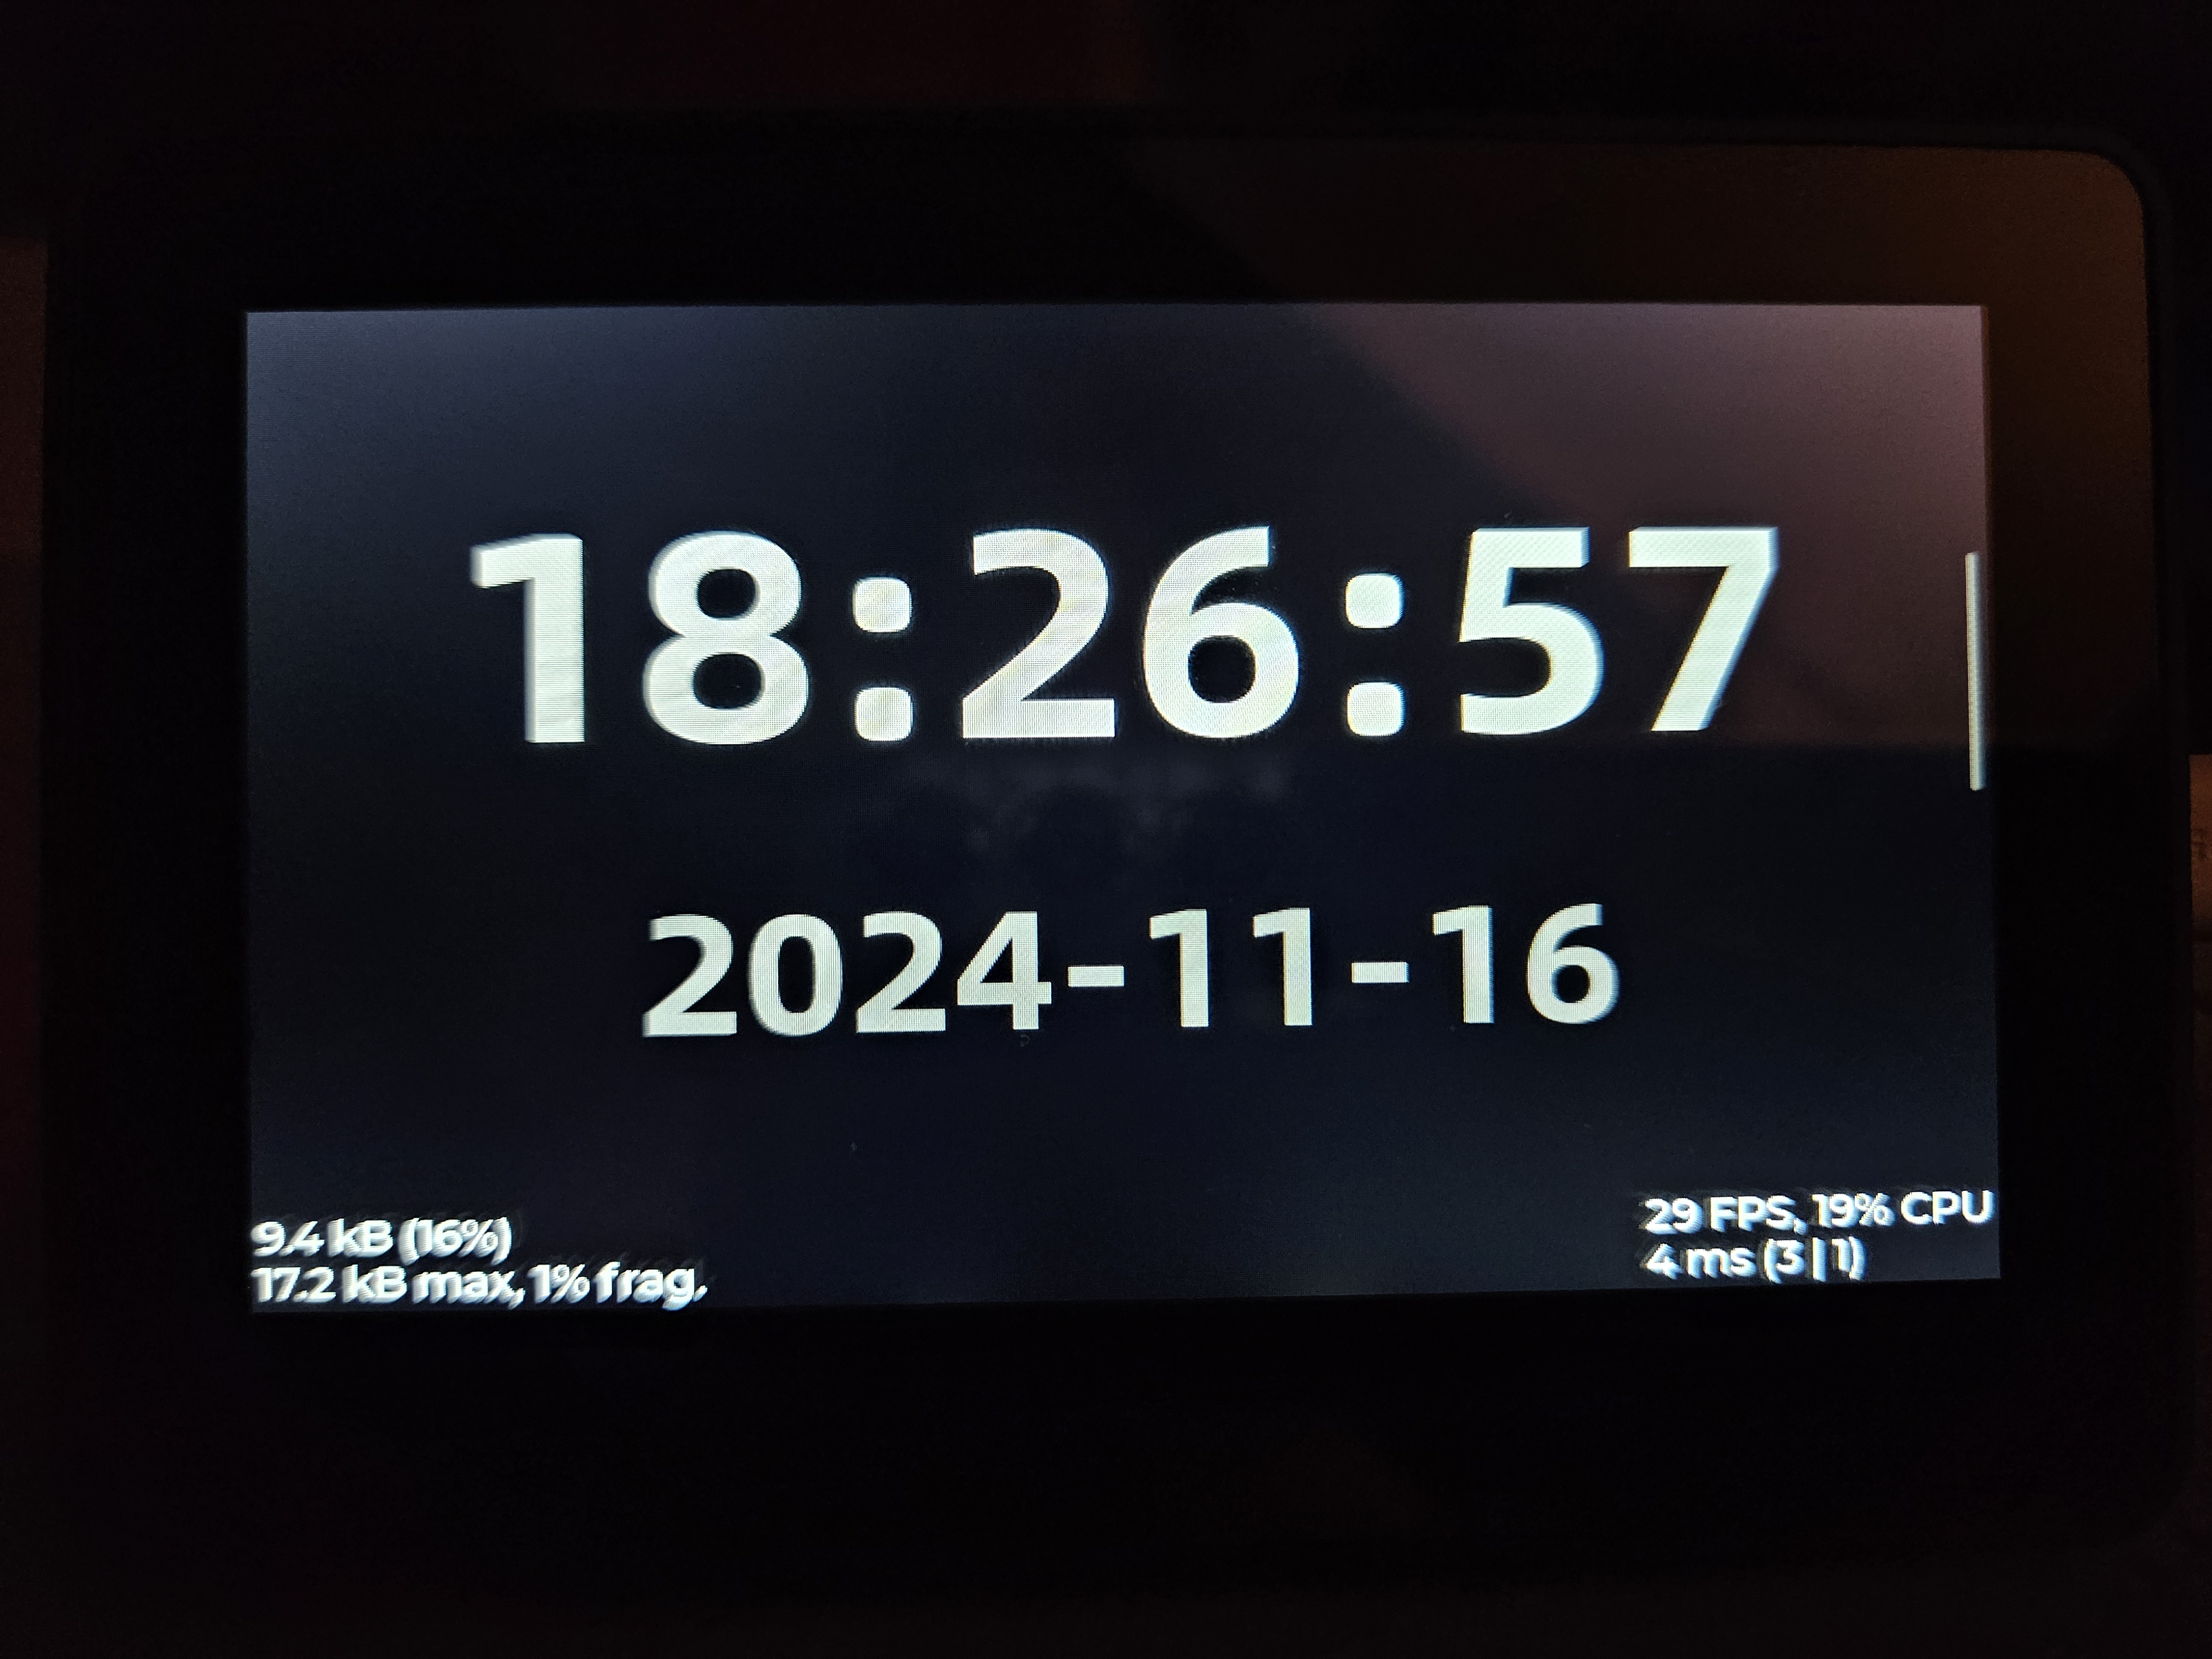 18:26:57
2024-11-16
9.4 kB (16%)
17.2 kB max, 1% frag.
29 FPS, 19% CPU
4 ms (3 | 1)